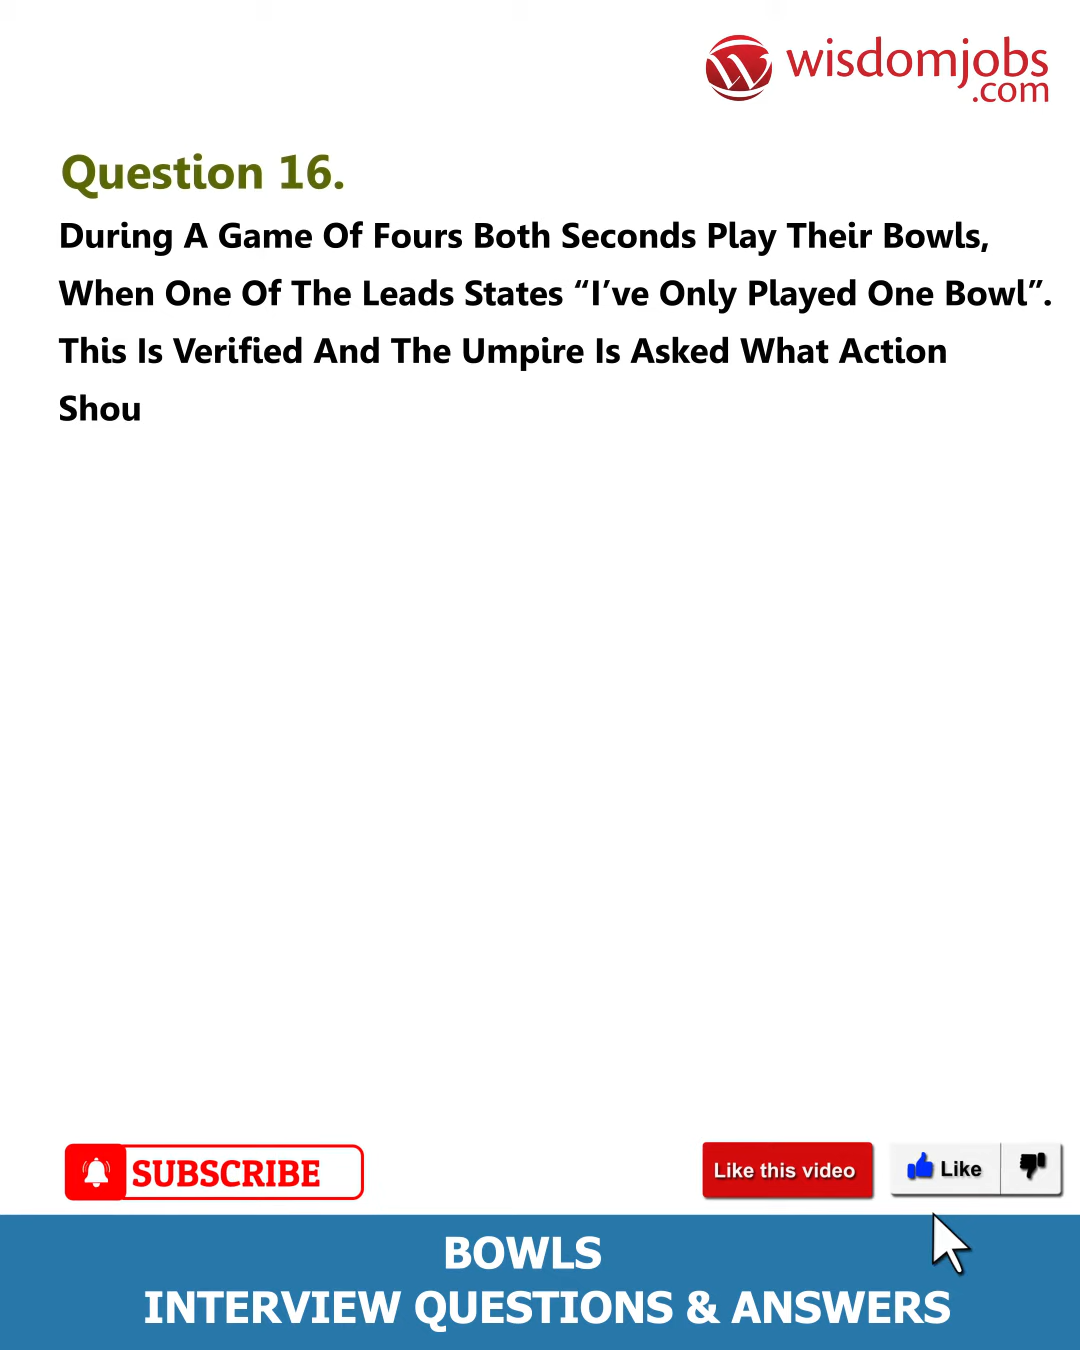 wisdomjobs
.com
Question 16.
During A Game Of Fours Both Seconds Play Their Bowls,
When One Of The Leads States “I’ve Only Played One Bowl”.
This Is Verified And The Umpire Is Asked What Action
Shou
SUBSCRIBE
Like this video
Like
BOWLS
INTERVIEW QUESTIONS & ANSWERS